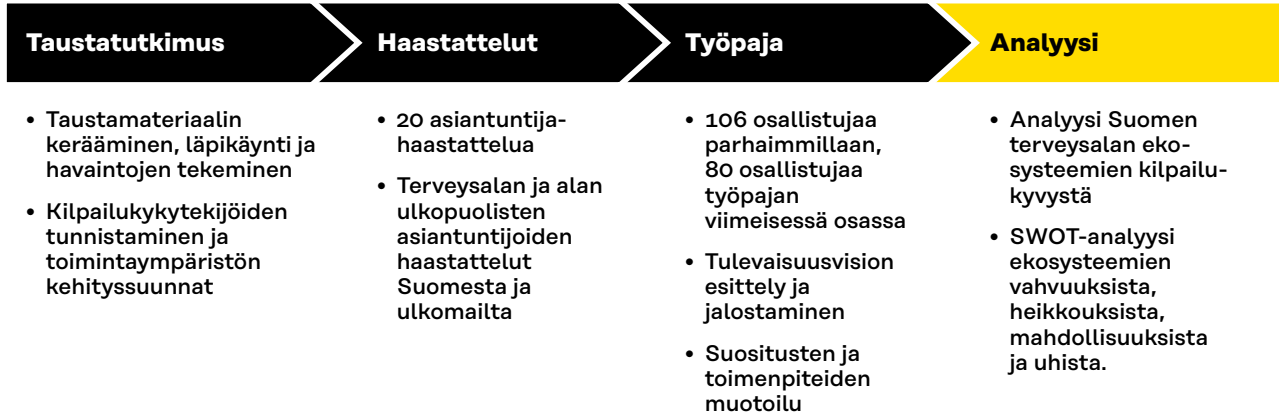 Taustatutkimus
• Taustamateriaalin
kerääminen, läpikäynti ja
havaintojen tekeminen
• Kilpailukykytekijöiden
tunnistaminen ja
toimintaympäristön
kehityssuunnat
Haastattelut
• 20 asiantuntija-
haastattelua
• Terveysalan ja alan
ulkopuolisten
asiantuntijoiden
haastattelut
Suomesta ja
ulkomailta
Työpaja
• 106 osallistujaa
parhaimmillaan,
80 osallistujaa
työpajan
viimeisessä osassa
• Tulevaisuusvision
esittely ja
jalostaminen
• Suositusten ja
toimenpiteiden
muotoilu
Analyysi
• Analyysi Suomen
terveysalan eko-
systeemien kilpailu-
kyvystä
• SWOT-analyysi
ekosysteemien
vahvuuksista,
heikkouksista,
mahdollisuuksista
ja uhista.